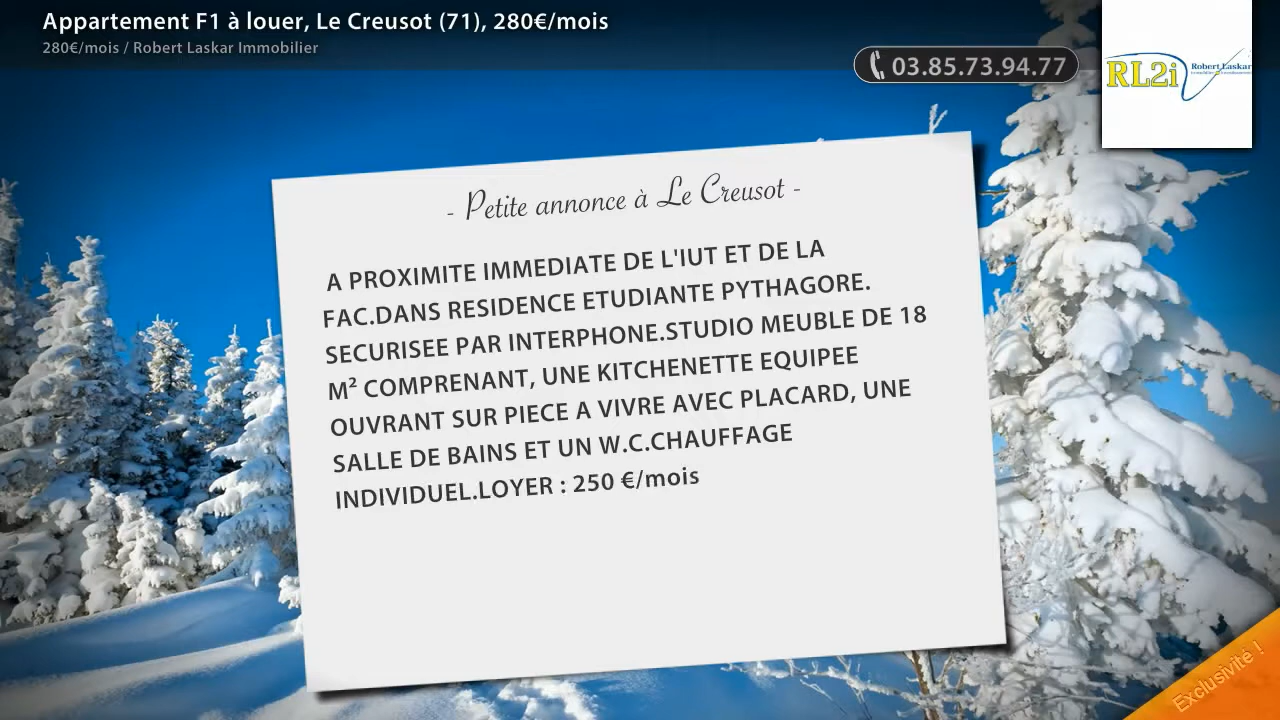 Appartement F1 à louer, Le Creusot (71), 280€/mois
280€/mois / Robert Laskar Immobilier
03.85.73.94.77
RL2i
Robert Laskar
- Petite annonce à Le Creusot -
A PROXIMITE IMMEDIATE DE L'IUT ET DE LA
FAC.DANS RESIDENCE ETUDIANTE PYTHAGORE.
SECURISEE PAR INTERPHONE.STUDIO MEUBLE DE 18
M² COMPRENANT, UNE KITCHENETTE EQUIPEE
OUVRANT SUR PIECE A VIVRE AVEC PLACARD, UNE
SALLE DE BAINS ET UN W.C.CHAUFFAGE
INDIVIDUEL.LOYER : 250 €/mois
Exclusivité !